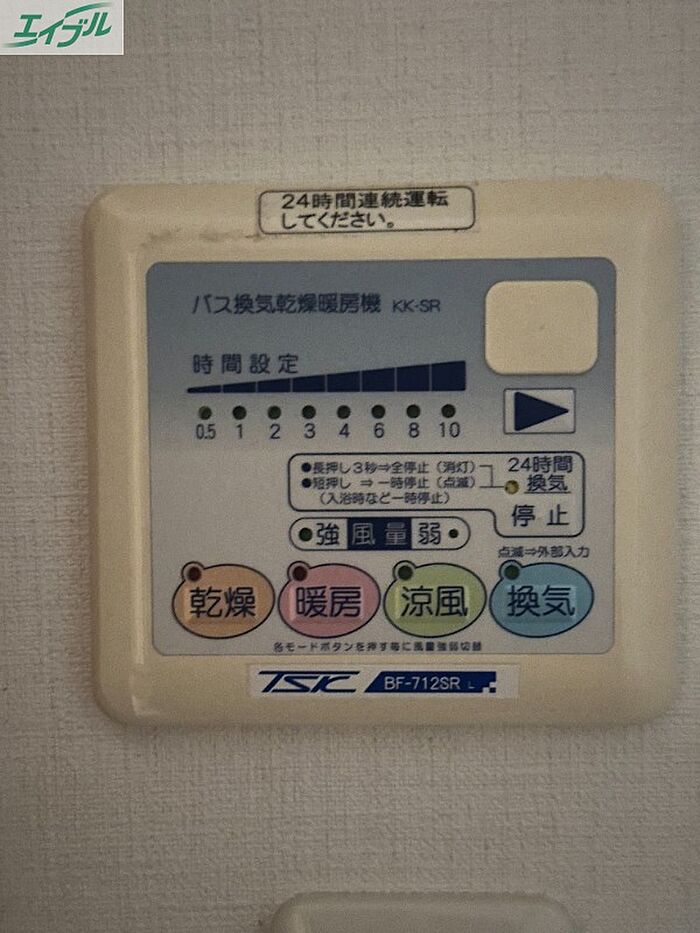 エイブル
24時間連続運転
してください。
バス換気乾燥暖房機 KK-SR
時間設定
0.5 1 2 3 4 6 8 10
●長押し3秒⇒全停止（消灯）
●短押し ⇒一時停止（点滅）
（入浴時など一時停止）
24時間
換気
停止
強 風量 弱
点滅⇒外部入力
乾燥 暖房 涼風 換気
各モードボタンを押す毎に風量強弱切替
TSK BF-712SR L